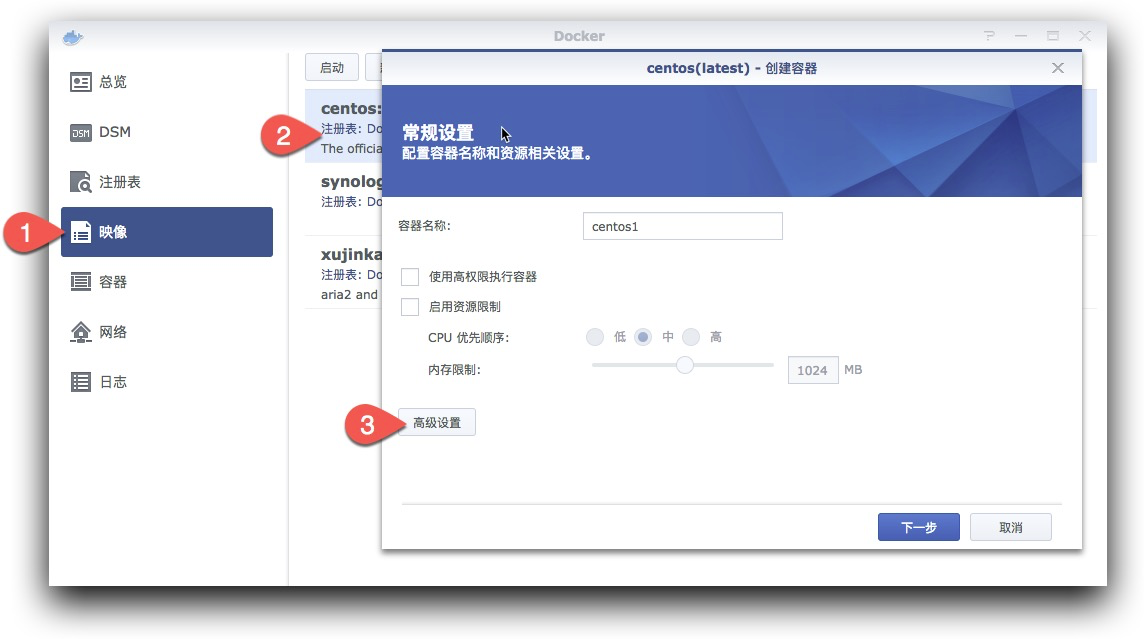 Docker
总览
DSM
DSM
注册表
映像
容器
网络
日志
1
2
3
启动
centos:
注册表: Do
The officia
synolog
注册表: Do
xujinka
注册表: Do
aria2 and
centos(latest) - 创建容器
常规设置
配置容器名称和资源相关设置。
容器名称:
centos1
使用高权限执行容器
启用资源限制
CPU 优先顺序:
低 中 高
内存限制:
1024 MB
高级设置
下一步 取消